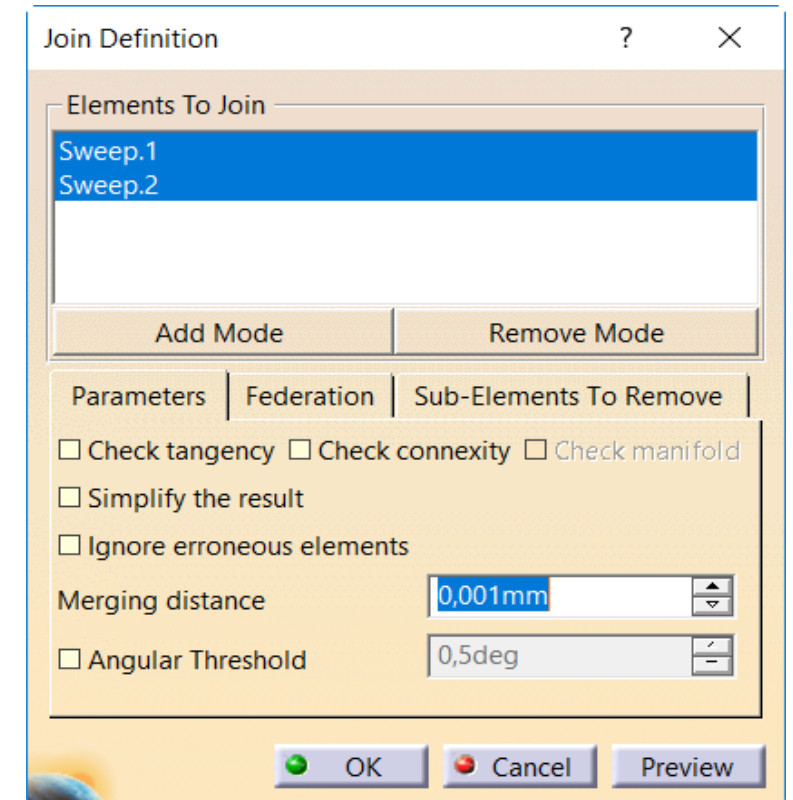 Join Definition ? ×
Elements To Join
Sweep.1
Sweep.2
Add Mode Remove Mode
Parameters Federation Sub-Elements To Remove
Check tangency Check connexity Check manifold
Simplify the result
Ignore erroneous elements
Merging distance 0,001mm
Angular Threshold 0,5deg
OK Cancel Preview